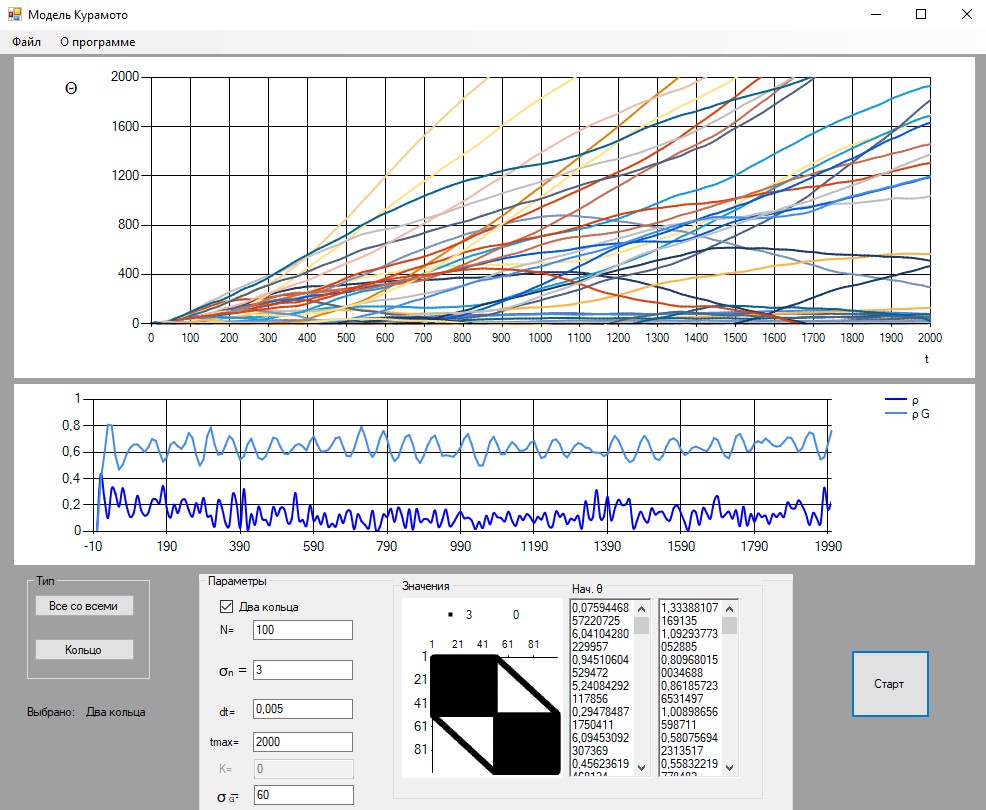 Модель Курамото
Файл О программе
Θ
2000
1600
1200
800
400
0
0 100 200 300 400 500 600 700 800 900 1000 1100 1200 1300 1400 1500 1600 1700 1800 1900 2000
t
1
0,8
0,6
0,4
0,2
0
-10 190 390 590 790 990 1190 1390 1590 1790 1990
ρ
ρ G
Тип
Все со всеми
Кольцо
Выбрано: Два кольца
Параметры
Два кольца
N= 100
σn = 3
dt= 0,005
tmax= 2000
K= 0
σ G= 60
Значения
3 0
1 21 41 61 81
1
21
41
61
81
Нач. θ
0,07594468
57220725
6,04104280
229957
0,94510604
529472
5,24084292
117856
0,29478487
1750411
6,09453092
307369
0,45623619
468134
1,33388107
169135
1,09293773
052885
0,80968015
0034688
0,86185723
6531497
1,00898656
598711
0,58075694
2313517
0,55832219
778483
Старт